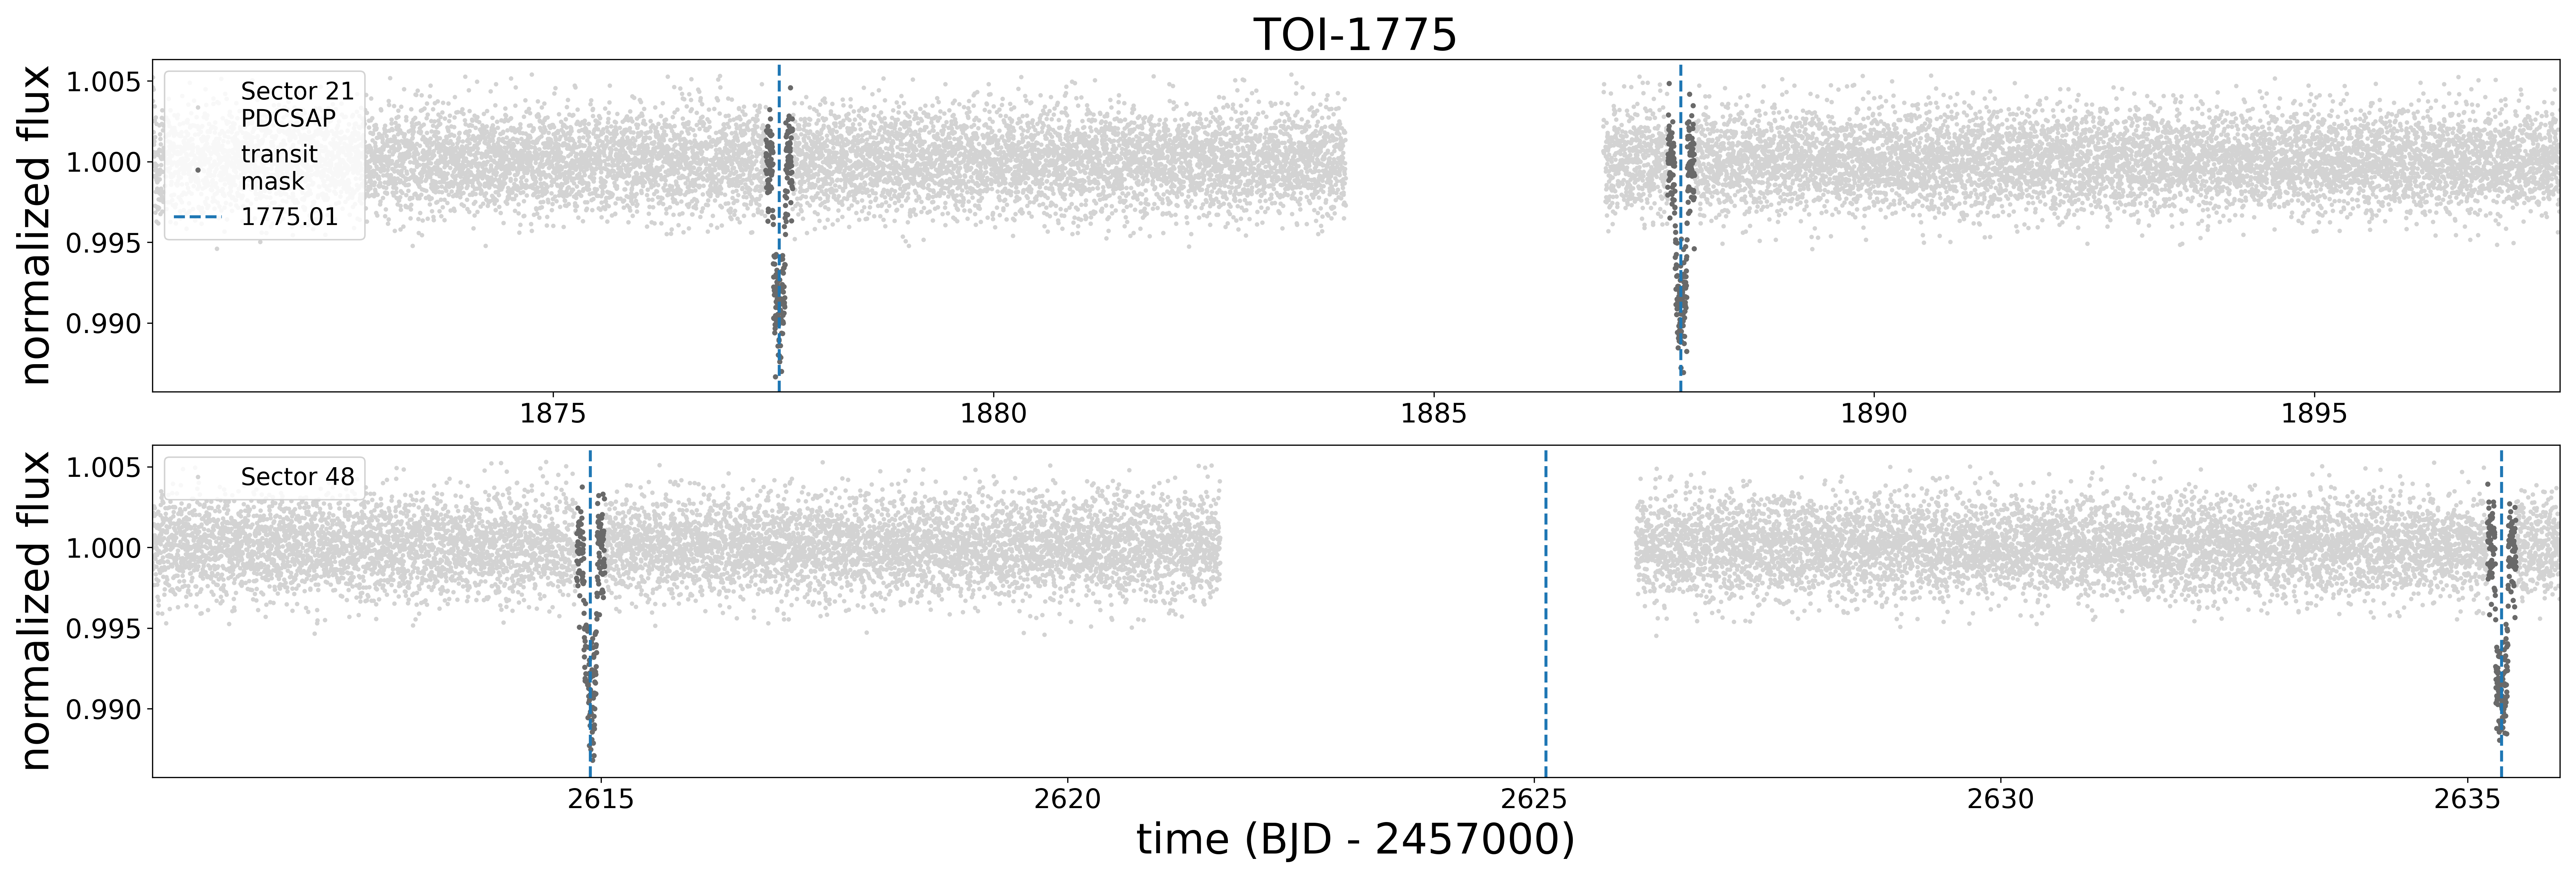 TOI-1775
normalized flux
1.005
1.000
0.995
0.990
Sector 21
PDCSAP
transit
mask
1775.01
1875
1880
1885
1890
1895
normalized flux
1.005
1.000
0.995
0.990
Sector 48
2615
2620
2625
2630
2635
time (BJD - 2457000)